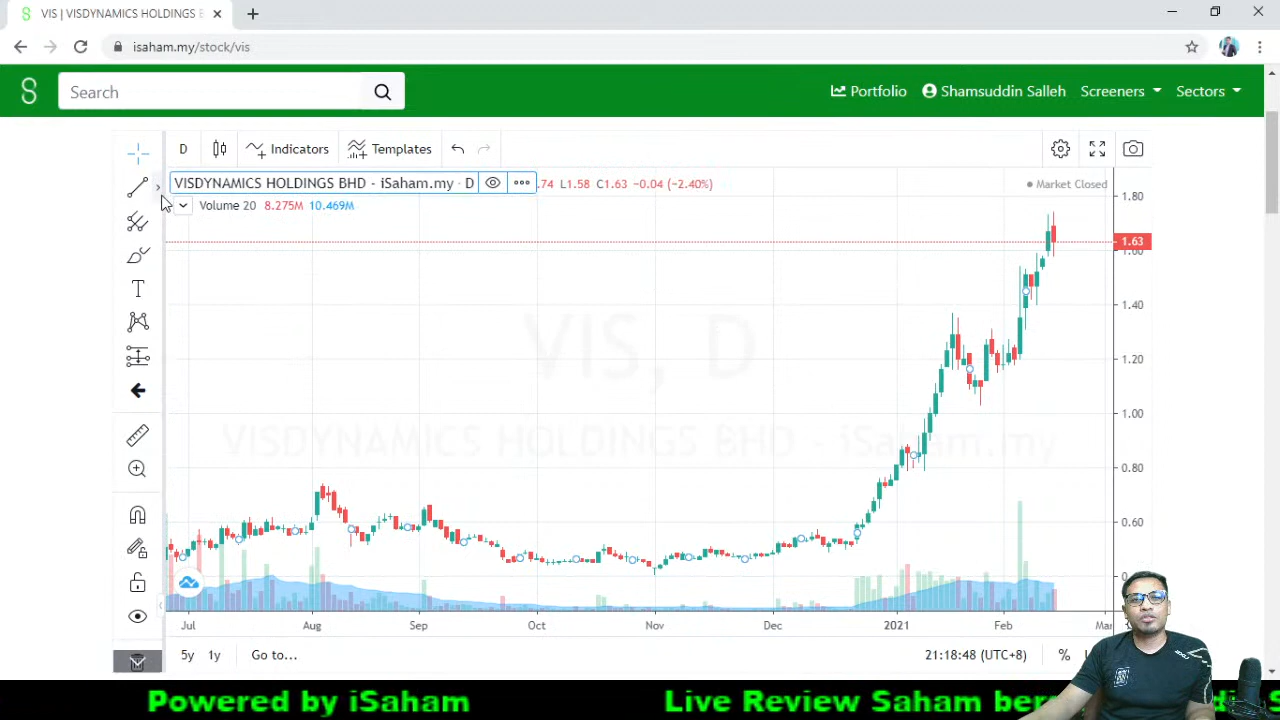 VIS | VISDYNAMICS HOLDINGS B
isaham.my/stock/vis
Search
Portfolio
Shamsuddin Salleh
Screeners
Sectors
D
Indicators
Templates
VISDYNAMICS HOLDINGS BHD - iSaham.my · D
.74 L1.58 C1.63 −0.04 (−2.40%)
Market Closed
Volume 20 8.275M 10.469M
1.80
1.63
1.60
1.40
1.20
1.00
0.80
0.60
VIS, D
VISDYNAMICS HOLDINGS BHD - iSaham.my
T
Jul Aug Sep Oct Nov Dec 2021 Feb
5y 1y Go to... 21:18:48 (UTC+8) %
Powered by iSaham Live Review Saham